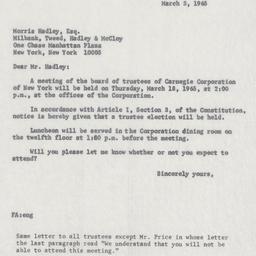 March 5, 1965
Morris Hadley, Esq.
Milbank, Tweed, Hadley & McCloy
One Chase Manhattan Plaza
New York, New York 10005
Dear Mr. Hadley:
A meeting of the board of trustees of Carnegie Corporation
of New York will be held on Thursday, March 18, 1965, at 2:00
p.m., at the offices of the Corporation.
In accordance with Article 1, Section 3, of the Constitution,
notice is hereby given that a trustee election will be held.
Luncheon will be served in the Corporation dining room on
the twelfth floor at 1:00 p.m. before the meeting.
Will you please let me know whether or not you expect to
attend?
Sincerely yours,
FA:eng
Same letter to all trustees except Mr. Price in whose letter
the last paragraph read "We understand that you will not be
able to attend this meeting."